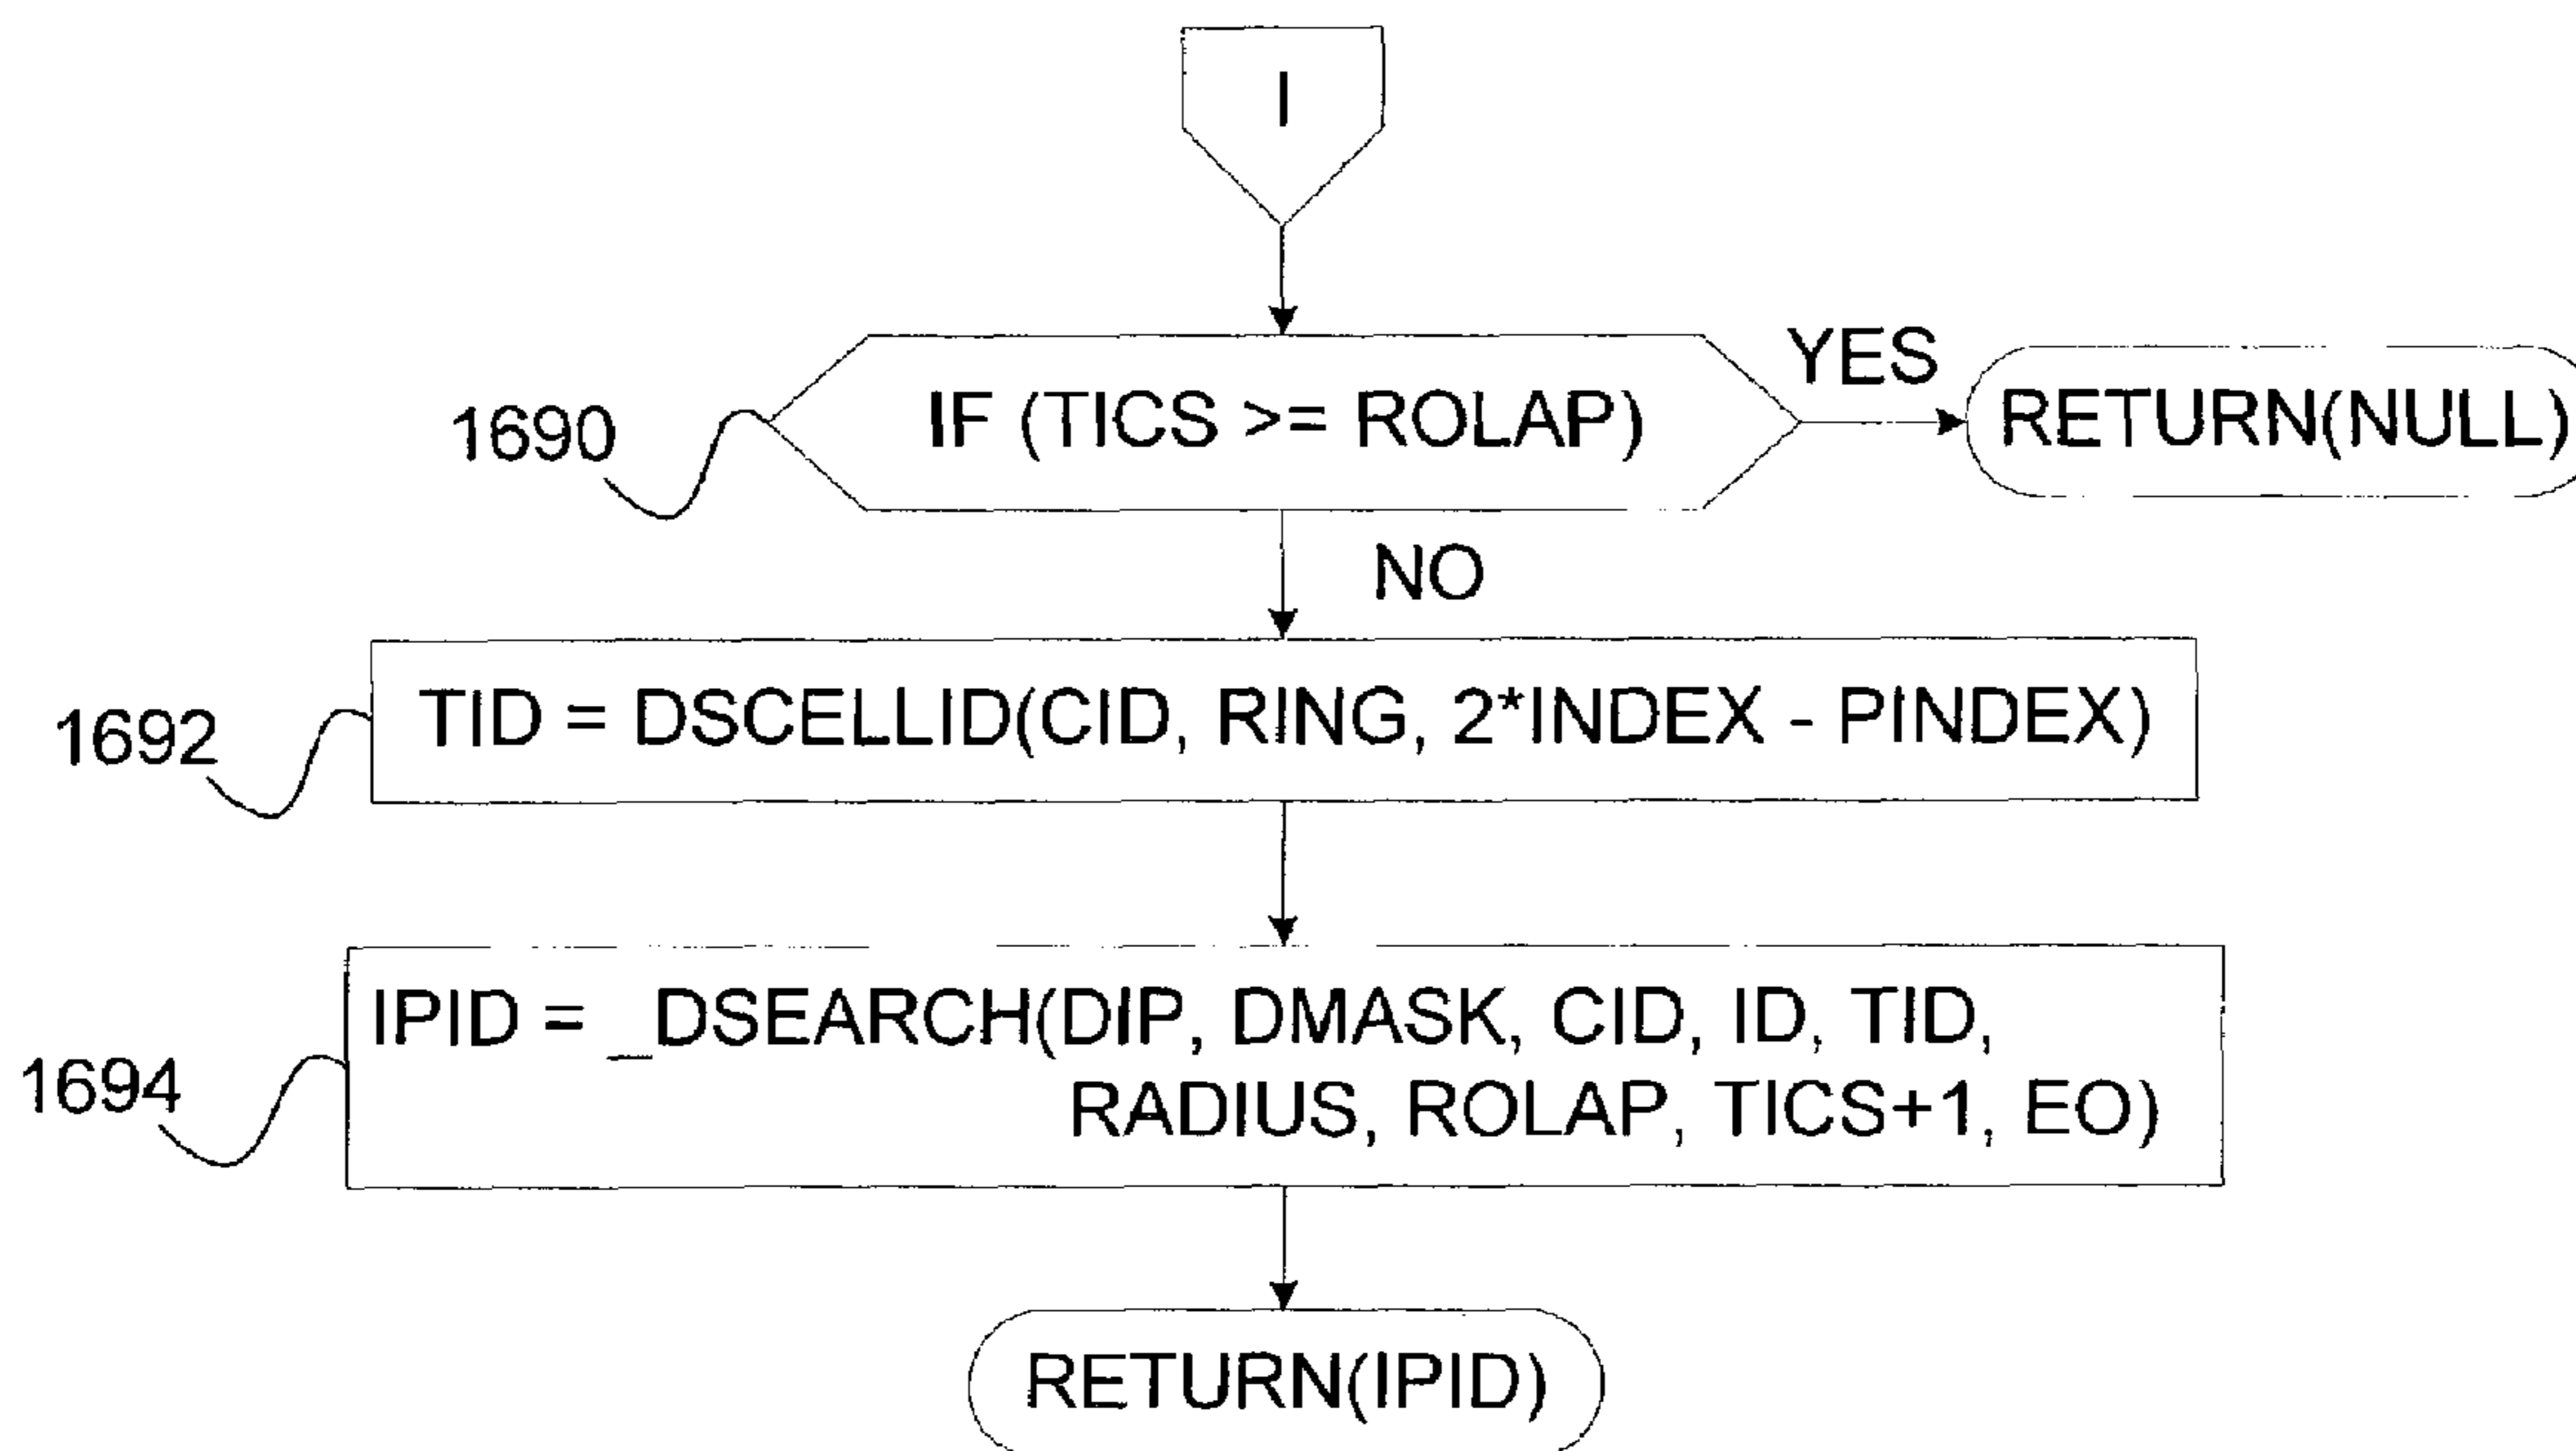 I
1690
IF (TICS >= ROLAP)
YES
RETURN(NULL)
NO
1692
TID = DSCELLID(CID, RING, 2*INDEX - PINDEX)
1694
IPID = _DSEARCH(DIP, DMASK, CID, ID, TID,
RADIUS, ROLAP, TICS+1, EO)
RETURN(IPID)